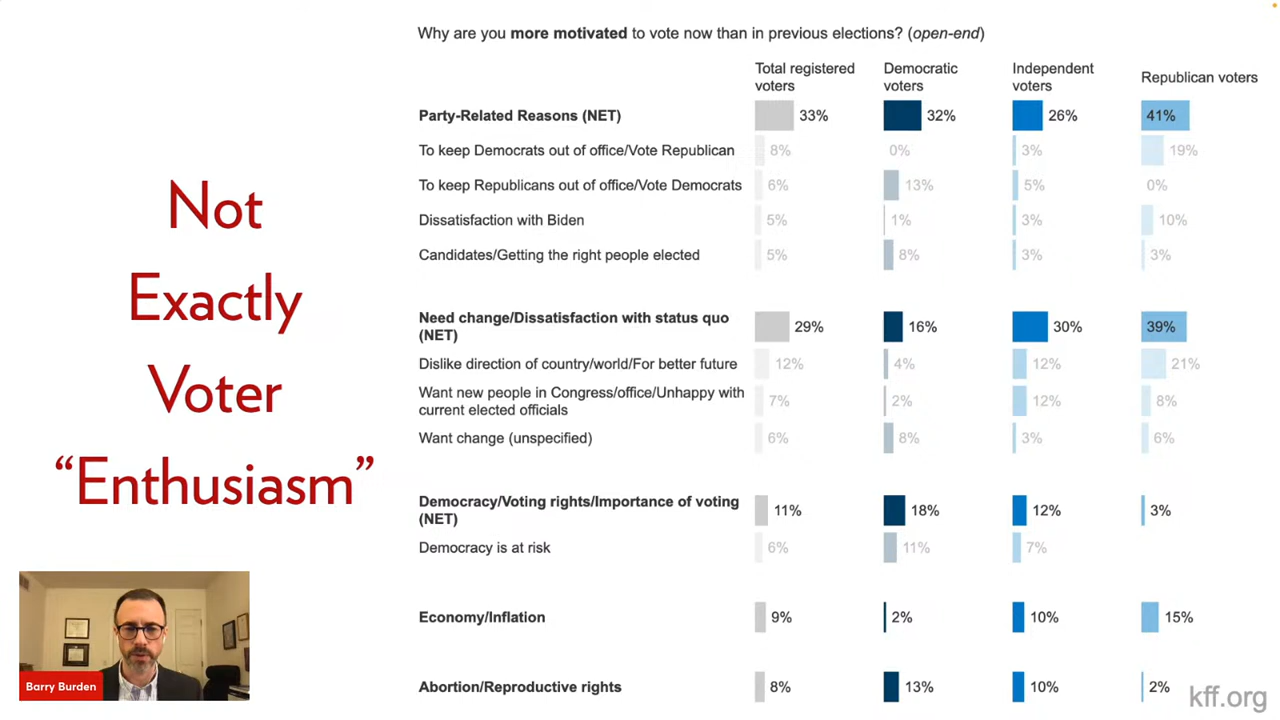 Why are you more motivated to vote now than in previous elections? (open-end)
Total registered voters
Democratic voters
Independent voters
Republican voters
Party-Related Reasons (NET) 33% 32% 26% 41%
To keep Democrats out of office/Vote Republican 8% 0% 3% 19%
To keep Republicans out of office/Vote Democrats 6% 13% 5% 0%
Dissatisfaction with Biden 5% 1% 3% 10%
Candidates/Getting the right people elected 5% 8% 3% 3%
Need change/Dissatisfaction with status quo
(NET) 29% 16% 30% 39%
Dislike direction of country/world/For better future 12% 4% 12% 21%
Want new people in Congress/office/Unhappy with
current elected officials 7% 2% 12% 8%
Want change (unspecified) 6% 8% 3% 6%
Democracy/Voting rights/Importance of voting
(NET) 11% 18% 12% 3%
Democracy is at risk 6% 11% 7%
Economy/Inflation 9% 2% 10% 15%
Abortion/Reproductive rights 8% 13% 10% 2%
kff.org
Not
Exactly
Voter
“Enthusiasm”
Barry Burden